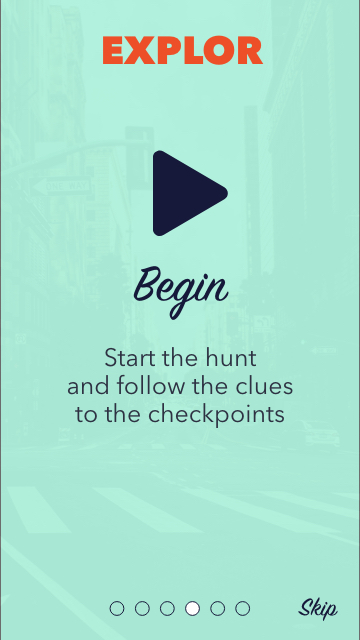 EXPLOR
Begin
Start the hunt
and follow the clues
to the checkpoints
Skip